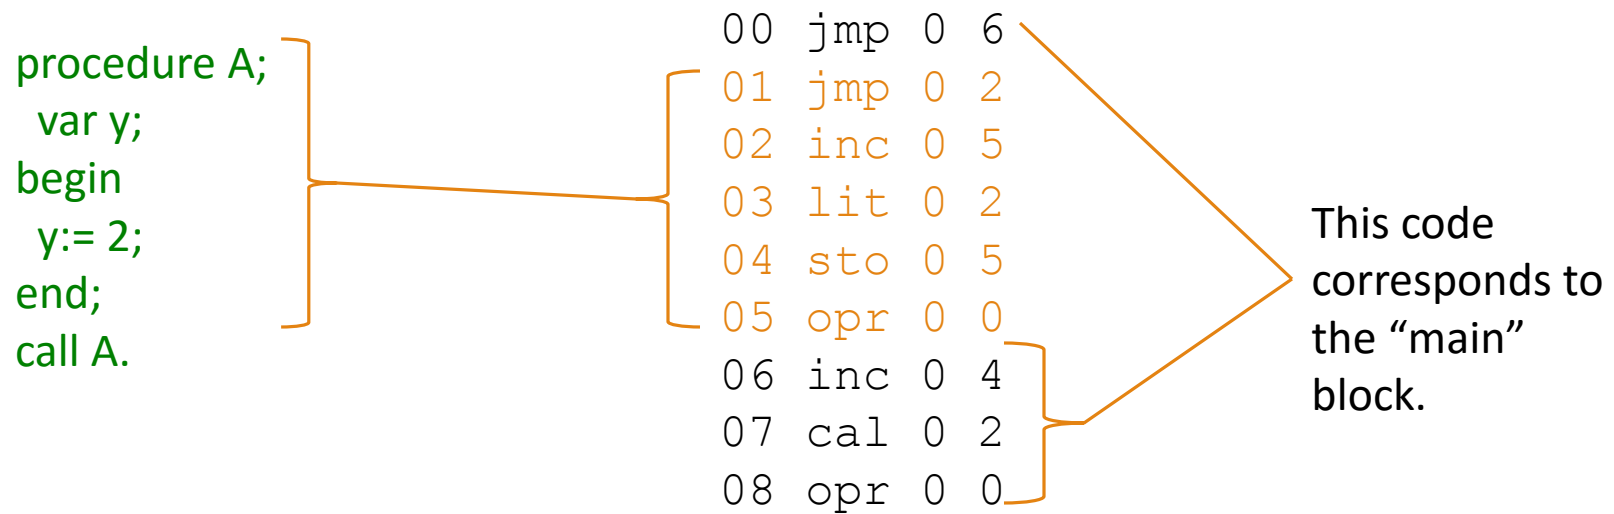 procedure A;
var y;
begin
y:= 2;
end;
call A.
00 jmp 0 6
01 jmp 0 2
02 inc 0 5
03 lit 0 2
04 sto 0 5
05 opr 0 0
06 inc 0 4
07 cal 0 2
08 opr 0 0
This code
corresponds to
the “main”
block.